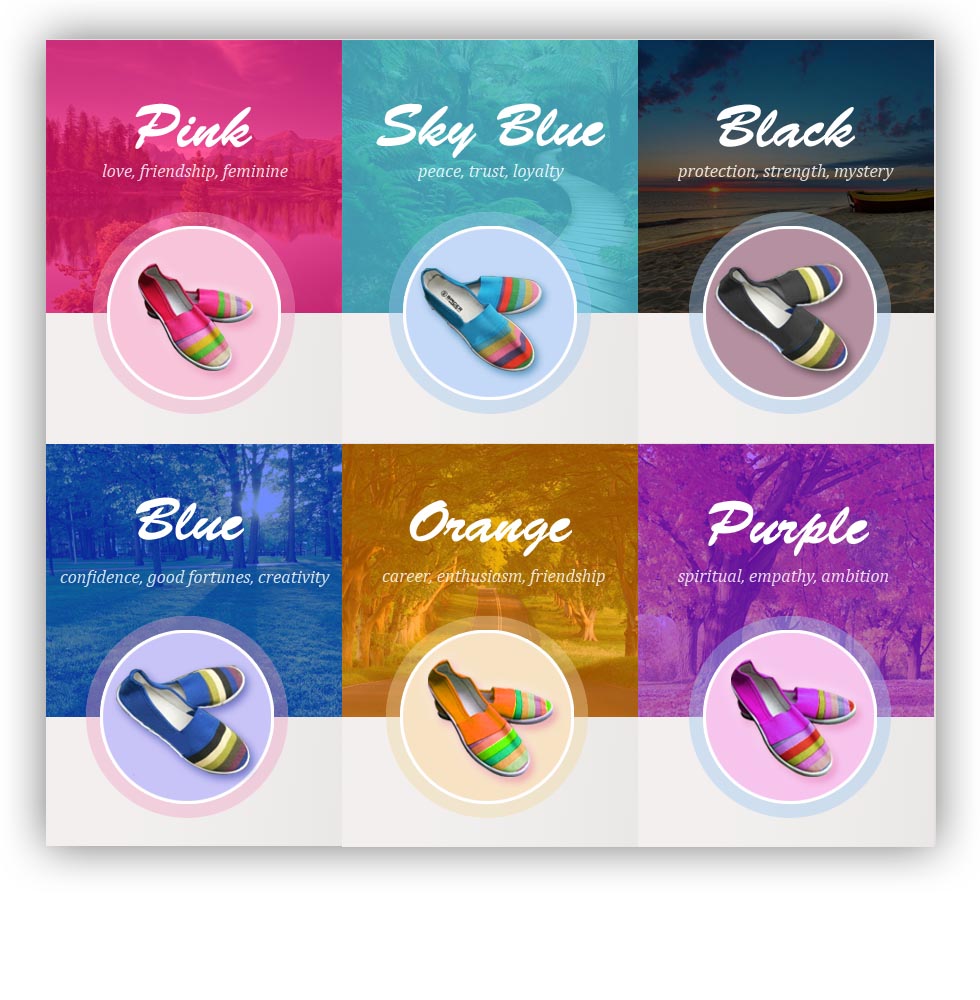 Pink
love, friendship, feminine
Sky Blue
peace, trust, loyalty
Black
protection, strength, mystery
Blue
confidence, good fortunes, creativity
Orange
career, enthusiasm, friendship
Purple
spiritual, empathy, ambition